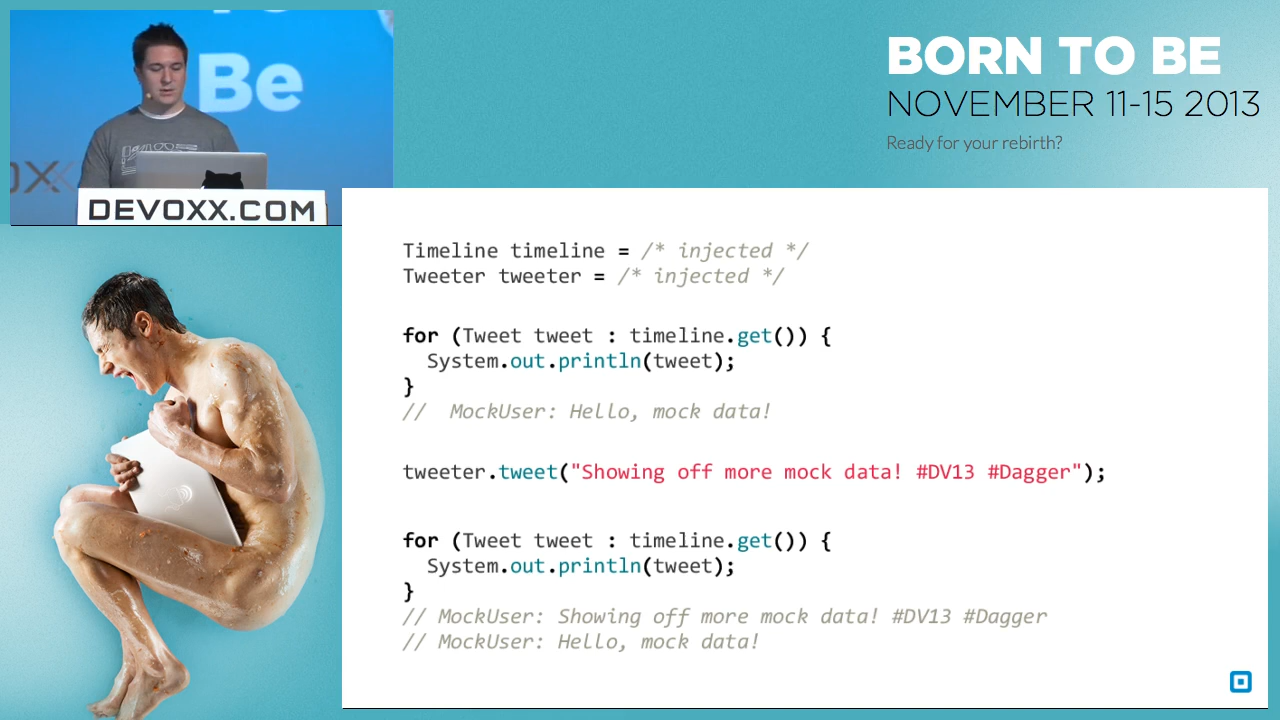 Be
OX
DEVOXX.COM
BORN TO BE
NOVEMBER 11-15 2013
Ready for your rebirth?
Timeline timeline = /* injected */
Tweeter tweeter = /* injected */
for (Tweet tweet : timeline.get()) {
  System.out.println(tweet);
}
//  MockUser: Hello, mock data!
tweeter.tweet("Showing off more mock data! #DV13 #Dagger");
for (Tweet tweet : timeline.get()) {
  System.out.println(tweet);
}
// MockUser: Showing off more mock data! #DV13 #Dagger
// MockUser: Hello, mock data!